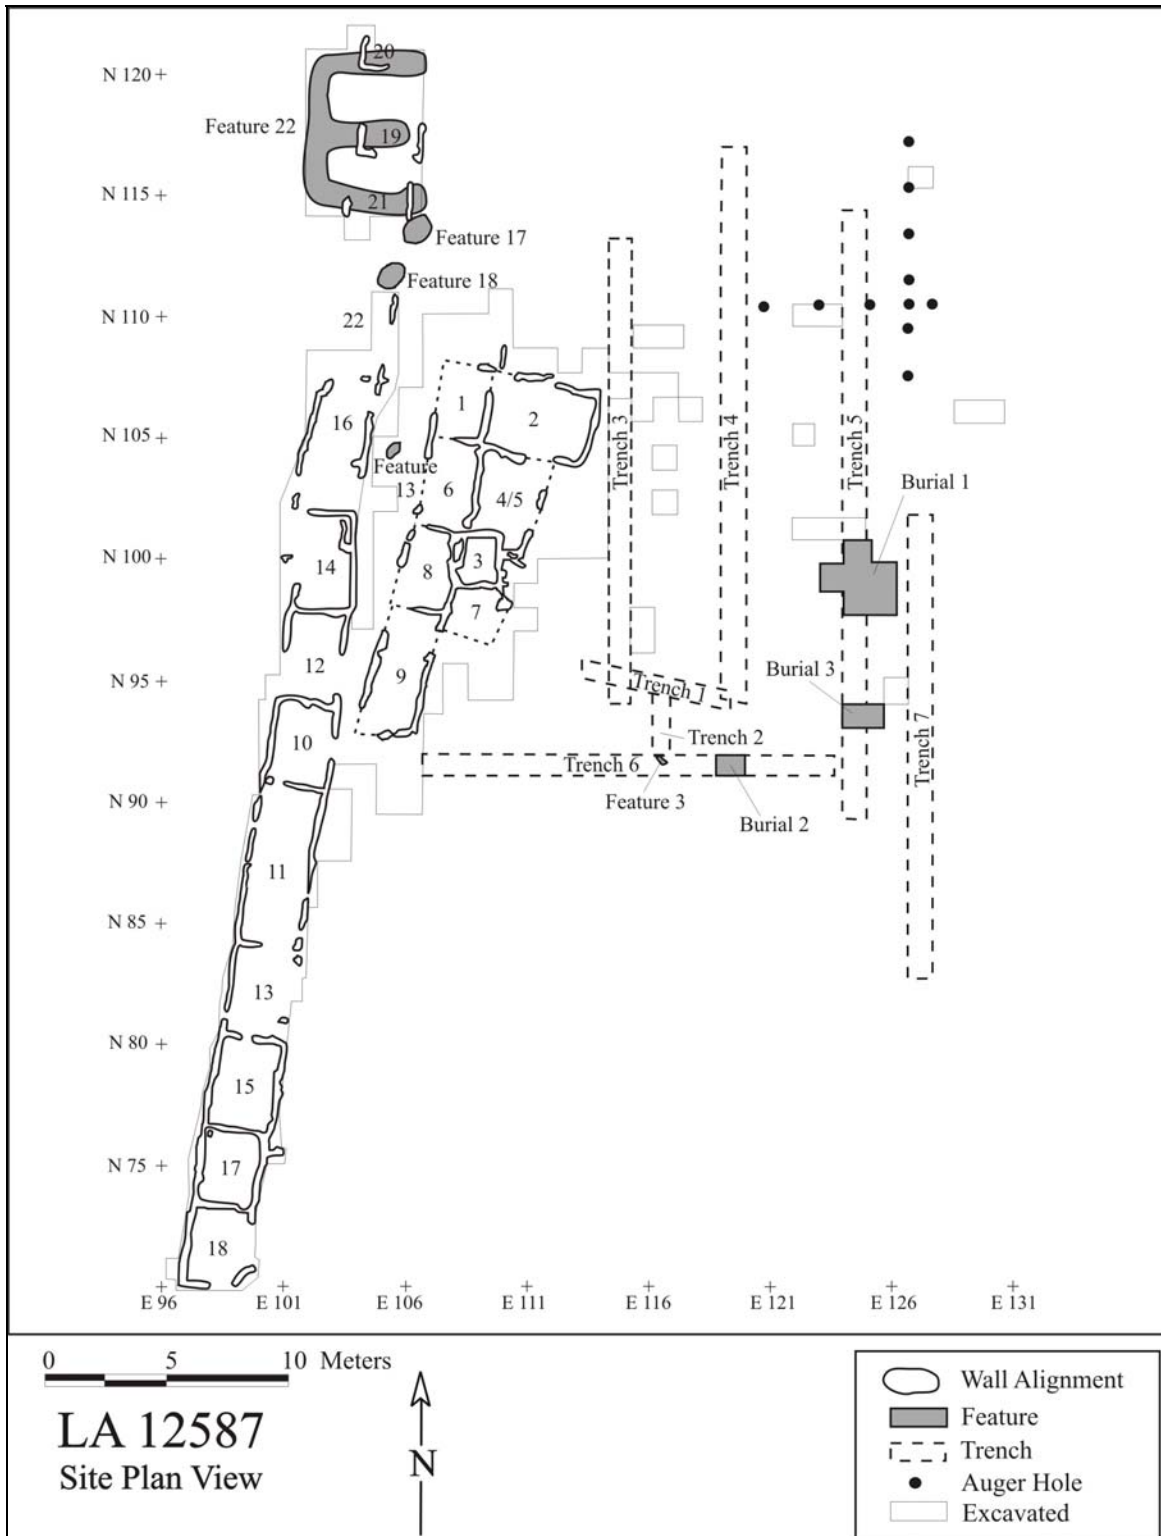 20
N 120
Feature 22
19
N 115
21
Feature 17
Feature 18
N 110
22
16
1
2
N 105
Feature
13
6
4/5
Trench 3
Trench 4
Trench 5
Burial 1
N 100
14
8
3
7
12
Burial 3
N 95
9
Trench
10
Trench 2
Trench 7
Trench 6
Feature 3
Burial 2
N 90
11
N 85
13
N 80
15
N 75
17
18
E 96
E 101
E 106
E 111
E 116
E 121
E 126
E 131
0 5 10 Meters
LA 12587
Site Plan View
N
Wall Alignment
Feature
Trench
Auger Hole
Excavated